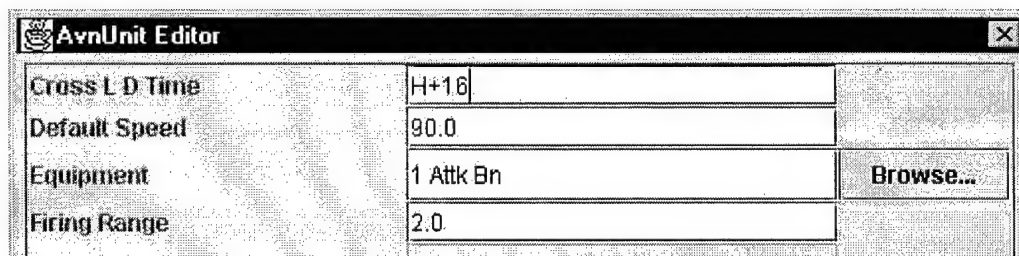 AvnUnit Editor
Cross L D Time H+16
Default Speed 90.0
Equipment 1 Attk Bn Browse...
Firing Range 2.0